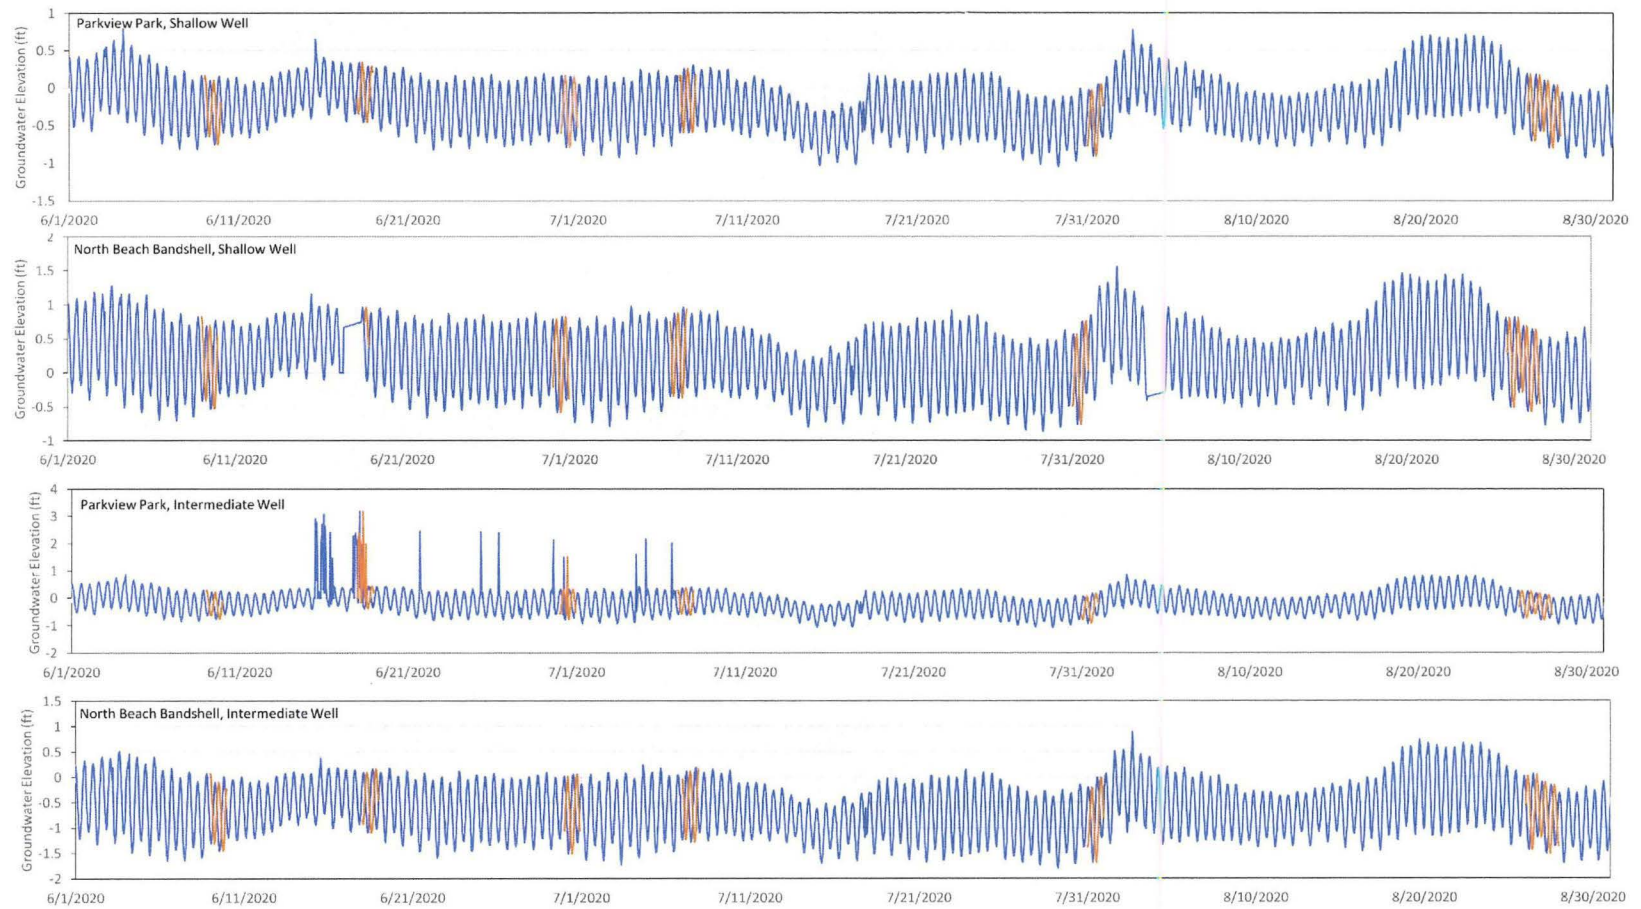 Parkview Park, Shallow Well
Groundwater Elevation (ft)
1
0.5
0
-0.5
-1
-1.5
6/1/2020 6/11/2020 6/21/2020 7/1/2020 7/11/2020 7/21/2020 7/31/2020 8/10/2020 8/20/2020 8/30/2020
North Beach Bandshell, Shallow Well
Groundwater Elevation (ft)
2
1.5
1
0.5
0
-0.5
-1
6/1/2020 6/11/2020 6/21/2020 7/1/2020 7/11/2020 7/21/2020 7/31/2020 8/10/2020 8/20/2020 8/30/2020
Parkview Park, Intermediate Well
Groundwater Elevation (ft)
4
3
2
1
0
-1
-2
6/1/2020 6/11/2020 6/21/2020 7/1/2020 7/11/2020 7/21/2020 7/31/2020 8/10/2020 8/20/2020 8/30/2020
North Beach Bandshell, Intermediate Well
Groundwater Elevation (ft)
1.5
1
0.5
0
-0.5
-1
-1.5
-2
6/1/2020 6/11/2020 6/21/2020 7/1/2020 7/11/2020 7/21/2020 7/31/2020 8/10/2020 8/20/2020 8/30/2020